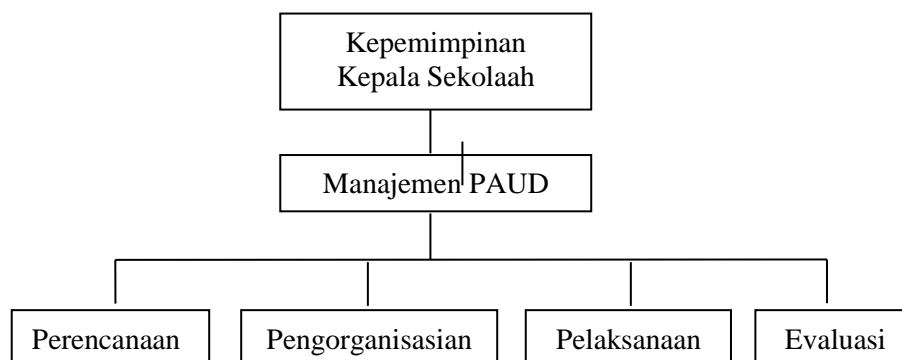 Kepemimpinan
Kepala Sekolaah
Manajemen PAUD
Perencanaan
Pengorganisasian
Pelaksanaan
Evaluasi